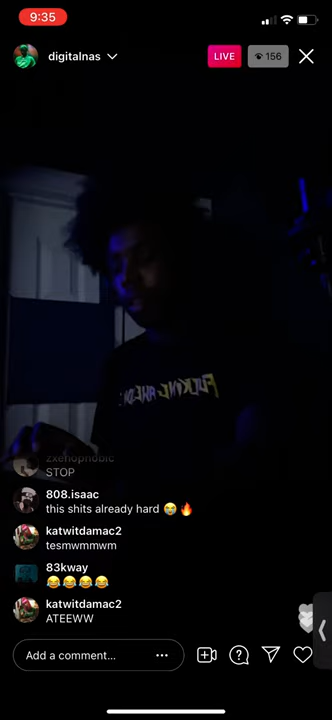 9:35
digitalnas
LIVE
156
zxenophobic
STOP
808.isaac
this shits already hard 😭🔥
katwitdamac2
tesmwmmwm
83kway
😂😂😂😂
katwitdamac2
ATEEWW
Add a comment...